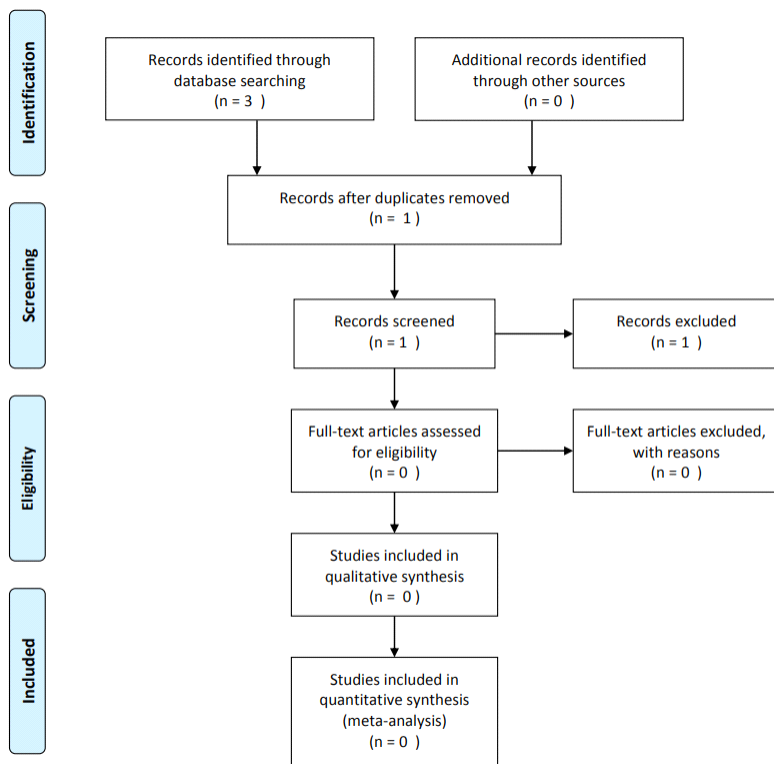 Identification
Records identified through
database searching
(n = 3 )
Additional records identified
through other sources
(n = 0 )
Records after duplicates removed
(n = 1 )
Screening
Records screened
(n = 1 )
Records excluded
(n = 1 )
Eligibility
Full-text articles assessed
for eligibility
(n = 0 )
Full-text articles excluded,
with reasons
(n = 0 )
Studies included in
qualitative synthesis
(n = 0 )
Included
Studies included in
quantitative synthesis
(meta-analysis)
(n = 0 )